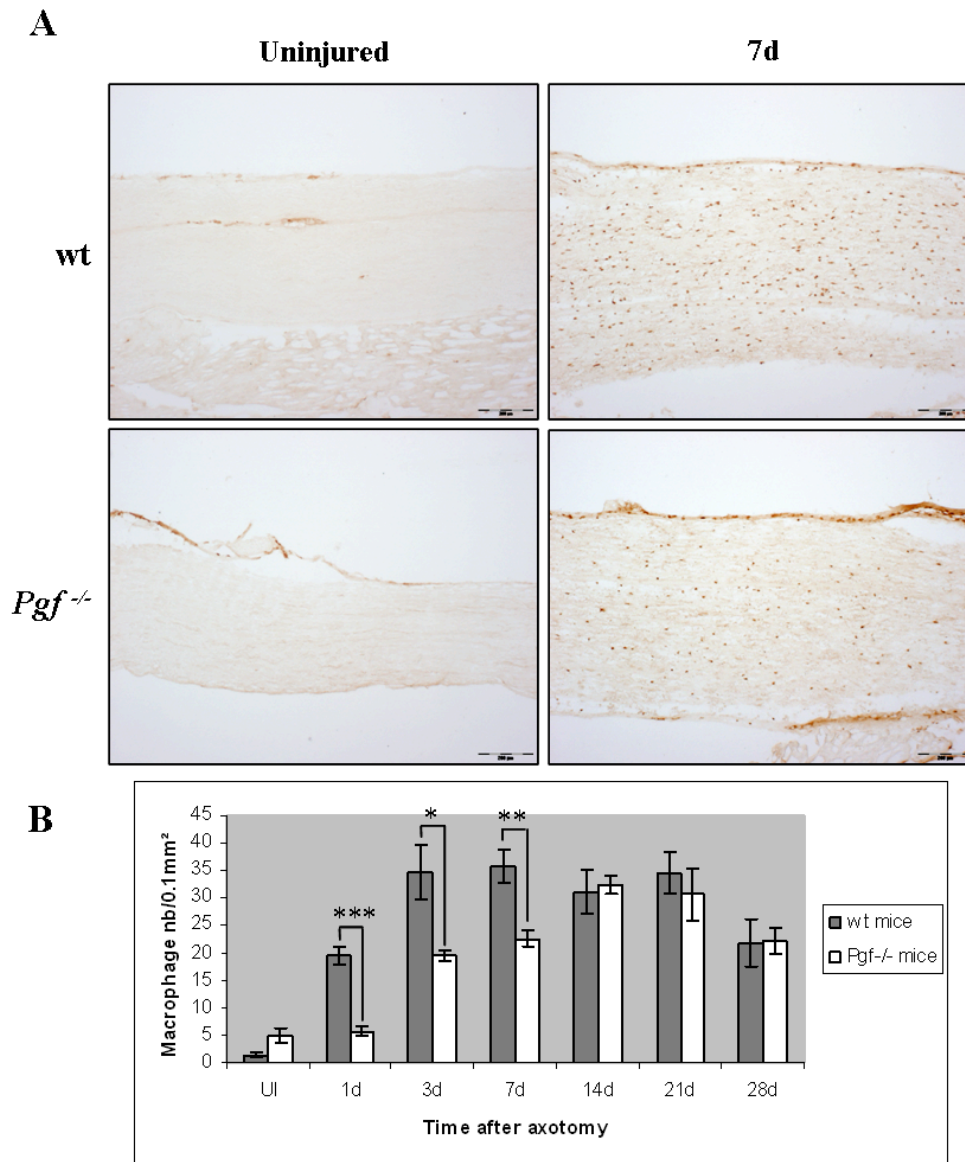 A
Uninjured 7d
wt
Pgf -/-
B
Macrophage nb/0.1mm²
45
40
35
30
25
20
15
10
5
0
*** * **
UI 1d 3d 7d 14d 21d 28d
Time after axotomy
wt mice
Pgf-/- mice